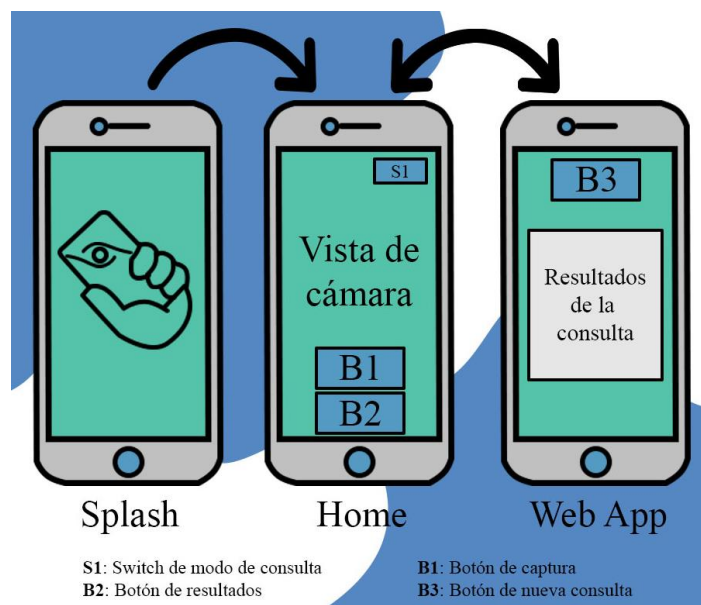 S1
Vista de
cámara
B1
B2
B3
Resultados
de la
consulta
Splash
Home
Web App
S1: Switch de modo de consulta
B1: Botón de captura
B2: Botón de resultados
B3: Botón de nueva consulta